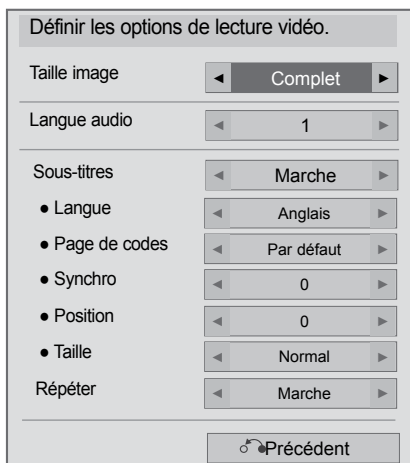 Définir les options de lecture vidéo.
Taille image ◄ Complet ►
Langue audio ◄ 1 ►
Sous-titres ◄ Marche ►
● Langue ◄ Anglais ►
● Page de codes ◄ Par défaut ►
● Synchro ◄ 0 ►
● Position ◄ 0 ►
● Taille ◄ Normal ►
Répéter ◄ Marche ►
Précédent